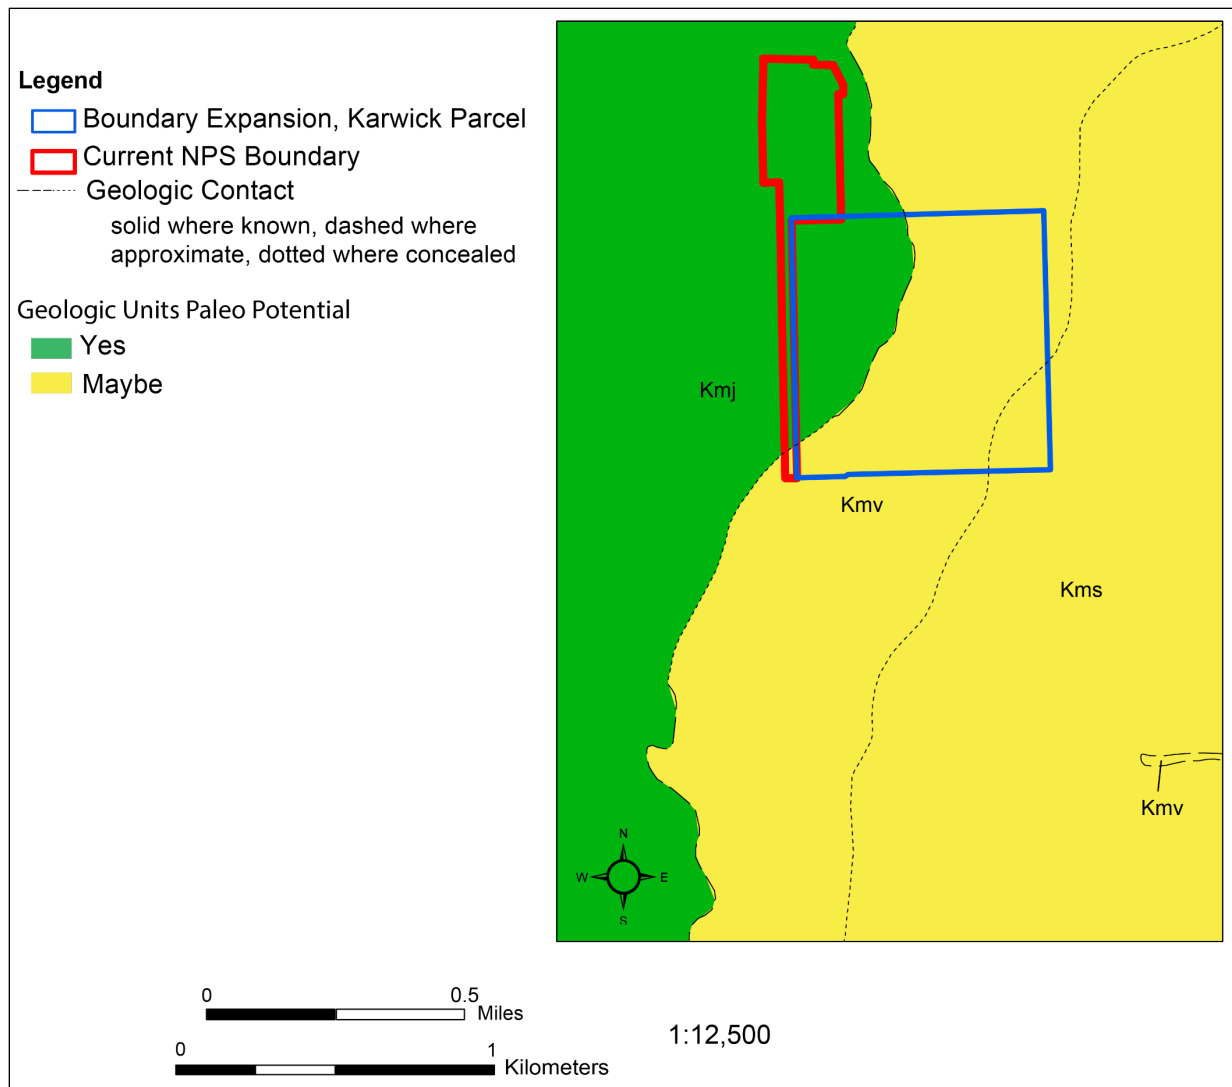 Legend
Boundary Expansion, Karwick Parcel
Current NPS Boundary
Geologic Contact
solid where known, dashed where
approximate, dotted where concealed
Geologic Units Paleo Potential
Yes
Maybe
Kmj
Kmv
Kms
Kmv
N
W E
S
0 0.5
Miles
1:12,500
0 1
Kilometers